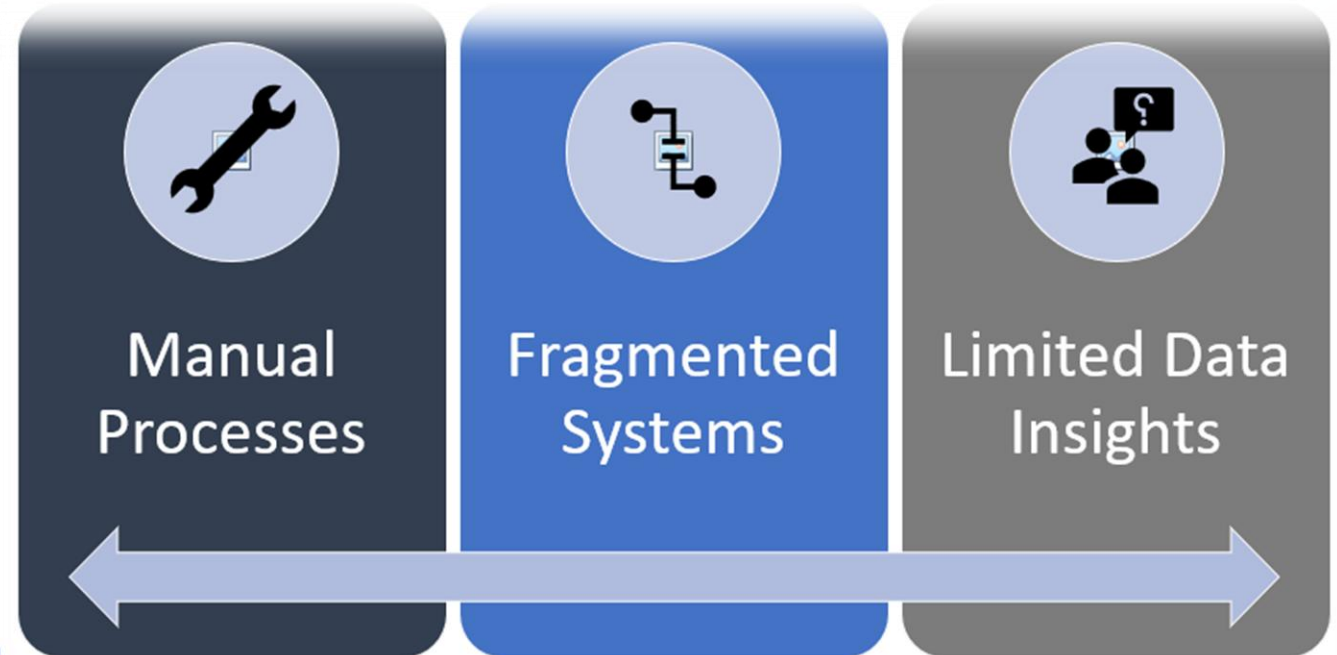 ؟
Manual
Processes
Fragmented
Systems
Limited Data
Insights